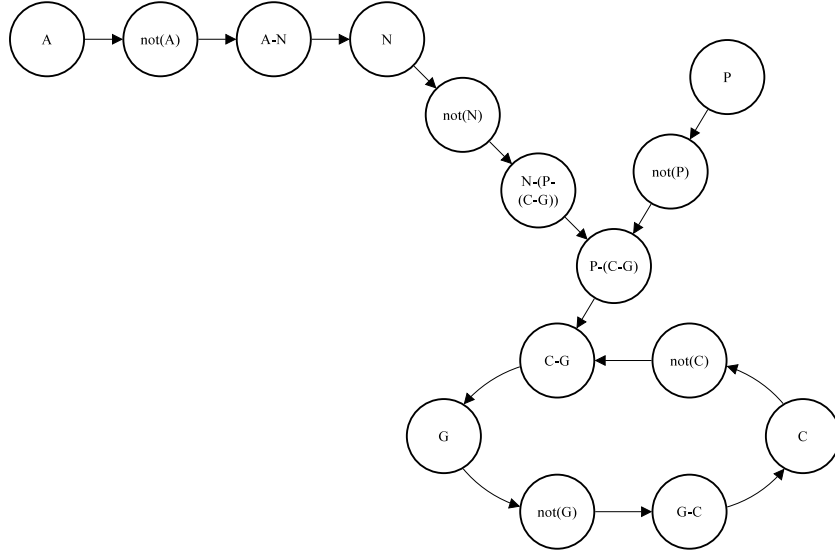 A
not(A)
A-N
N
P
not(N)
not(P)
N-(P-
(C-G))
P-(C-G)
C-G
not(C)
G
C
not(G)
G-C